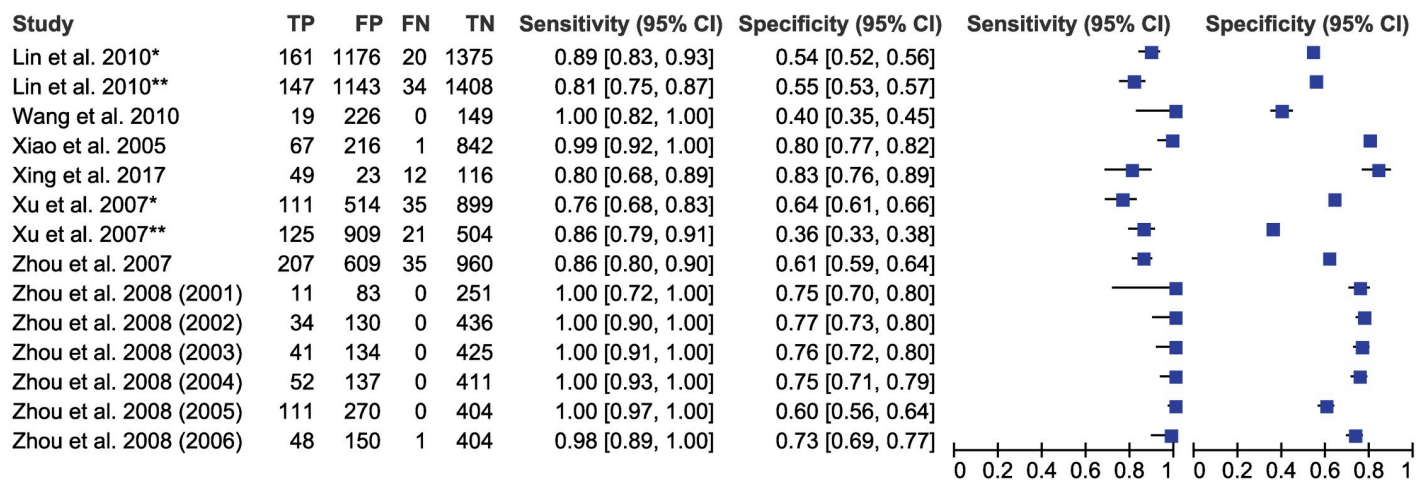 Study TP FP FN TN Sensitivity (95% CI) Specificity (95% CI) Sensitivity (95% CI) Specificity (95% CI)
Lin et al. 2010* 161 1176 20 1375 0.89 [0.83, 0.93] 0.54 [0.52, 0.56]
Lin et al. 2010** 147 1143 34 1408 0.81 [0.75, 0.87] 0.55 [0.53, 0.57]
Wang et al. 2010 19 226 0 149 1.00 [0.82, 1.00] 0.40 [0.35, 0.45]
Xiao et al. 2005 67 216 1 842 0.99 [0.92, 1.00] 0.80 [0.77, 0.82]
Xing et al. 2017 49 23 12 116 0.80 [0.68, 0.89] 0.83 [0.76, 0.89]
Xu et al. 2007* 111 514 35 899 0.76 [0.68, 0.83] 0.64 [0.61, 0.66]
Xu et al. 2007** 125 909 21 504 0.86 [0.79, 0.91] 0.36 [0.33, 0.38]
Zhou et al. 2007 207 609 35 960 0.86 [0.80, 0.90] 0.61 [0.59, 0.64]
Zhou et al. 2008 (2001) 11 83 0 251 1.00 [0.72, 1.00] 0.75 [0.70, 0.80]
Zhou et al. 2008 (2002) 34 130 0 436 1.00 [0.90, 1.00] 0.77 [0.73, 0.80]
Zhou et al. 2008 (2003) 41 134 0 425 1.00 [0.91, 1.00] 0.76 [0.72, 0.80]
Zhou et al. 2008 (2004) 52 137 0 411 1.00 [0.93, 1.00] 0.75 [0.71, 0.79]
Zhou et al. 2008 (2005) 111 270 0 404 1.00 [0.97, 1.00] 0.60 [0.56, 0.64]
Zhou et al. 2008 (2006) 48 150 1 404 0.98 [0.89, 1.00] 0.73 [0.69, 0.77]
0 0.2 0.4 0.6 0.8 1 0 0.2 0.4 0.6 0.8 1